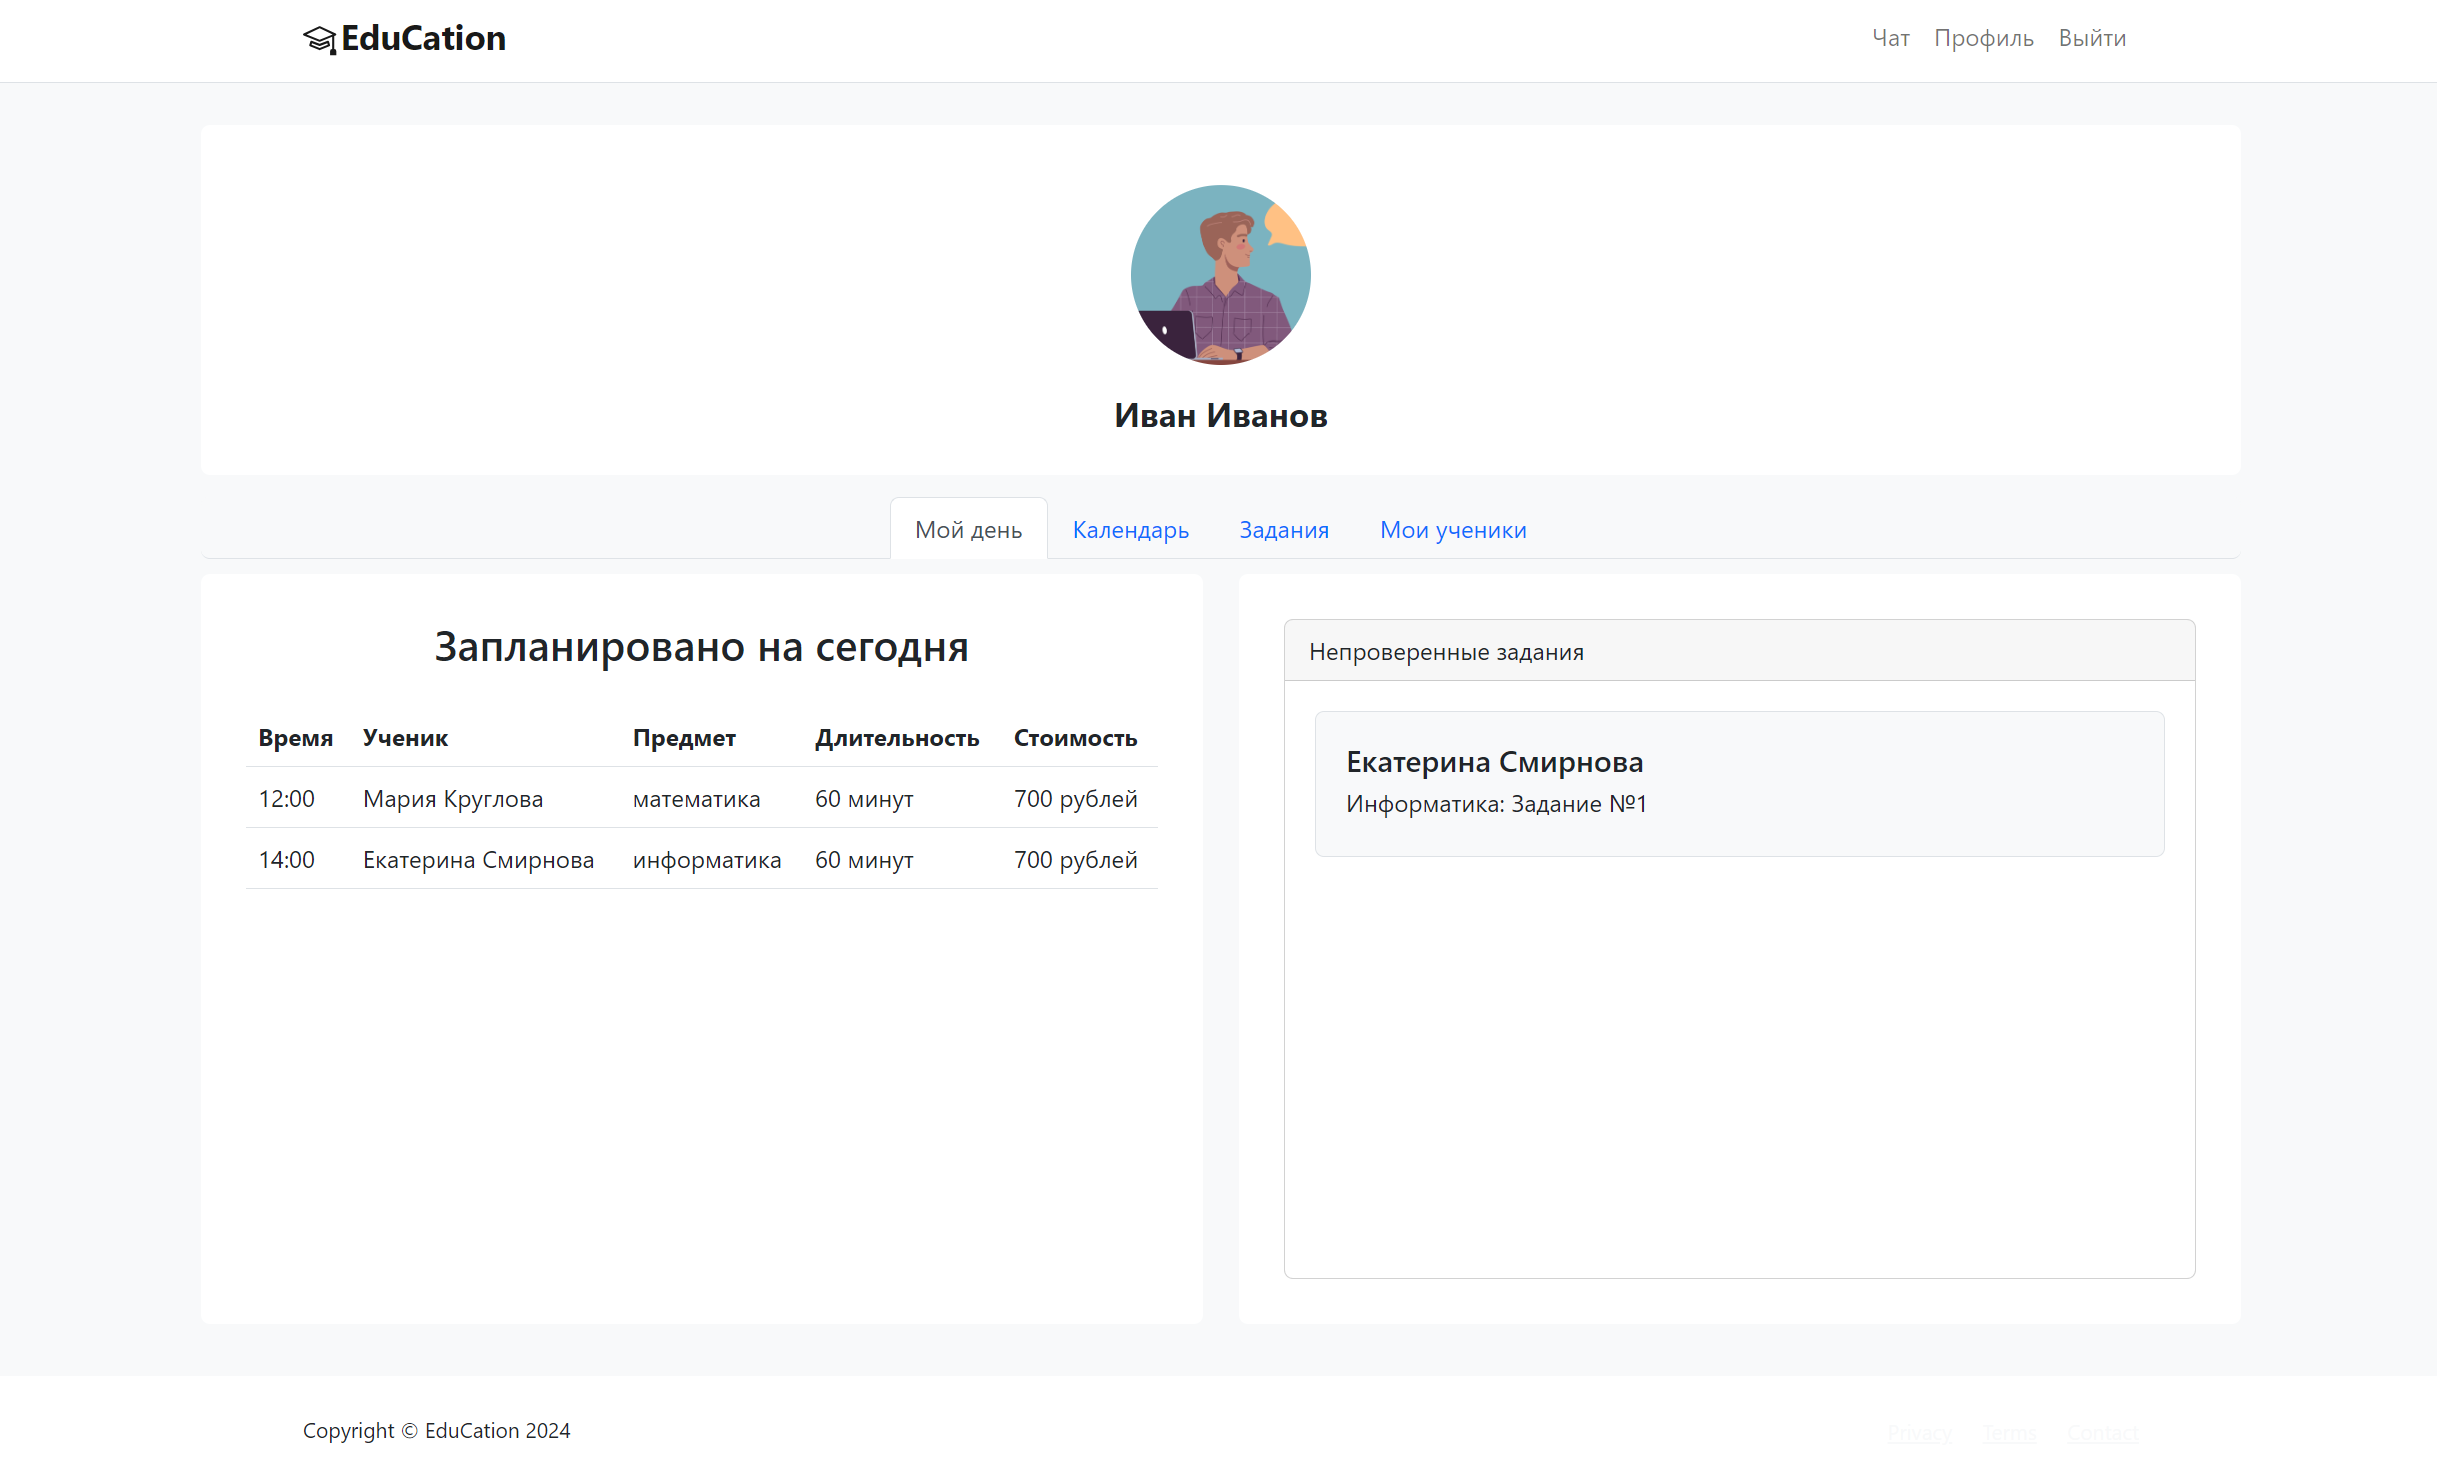 EduCation
Чат Профиль Выйти
Иван Иванов
Мой день Календарь Задания Мои ученики
Запланировано на сегодня
Время Ученик Предмет Длительность Стоимость
12:00 Мария Круглова математика 60 минут 700 рублей
14:00 Екатерина Смирнова информатика 60 минут 700 рублей
Непроверенные задания
Екатерина Смирнова
Информатика: Задание №1
Copyright © EduCation 2024
Privacy Terms Contact